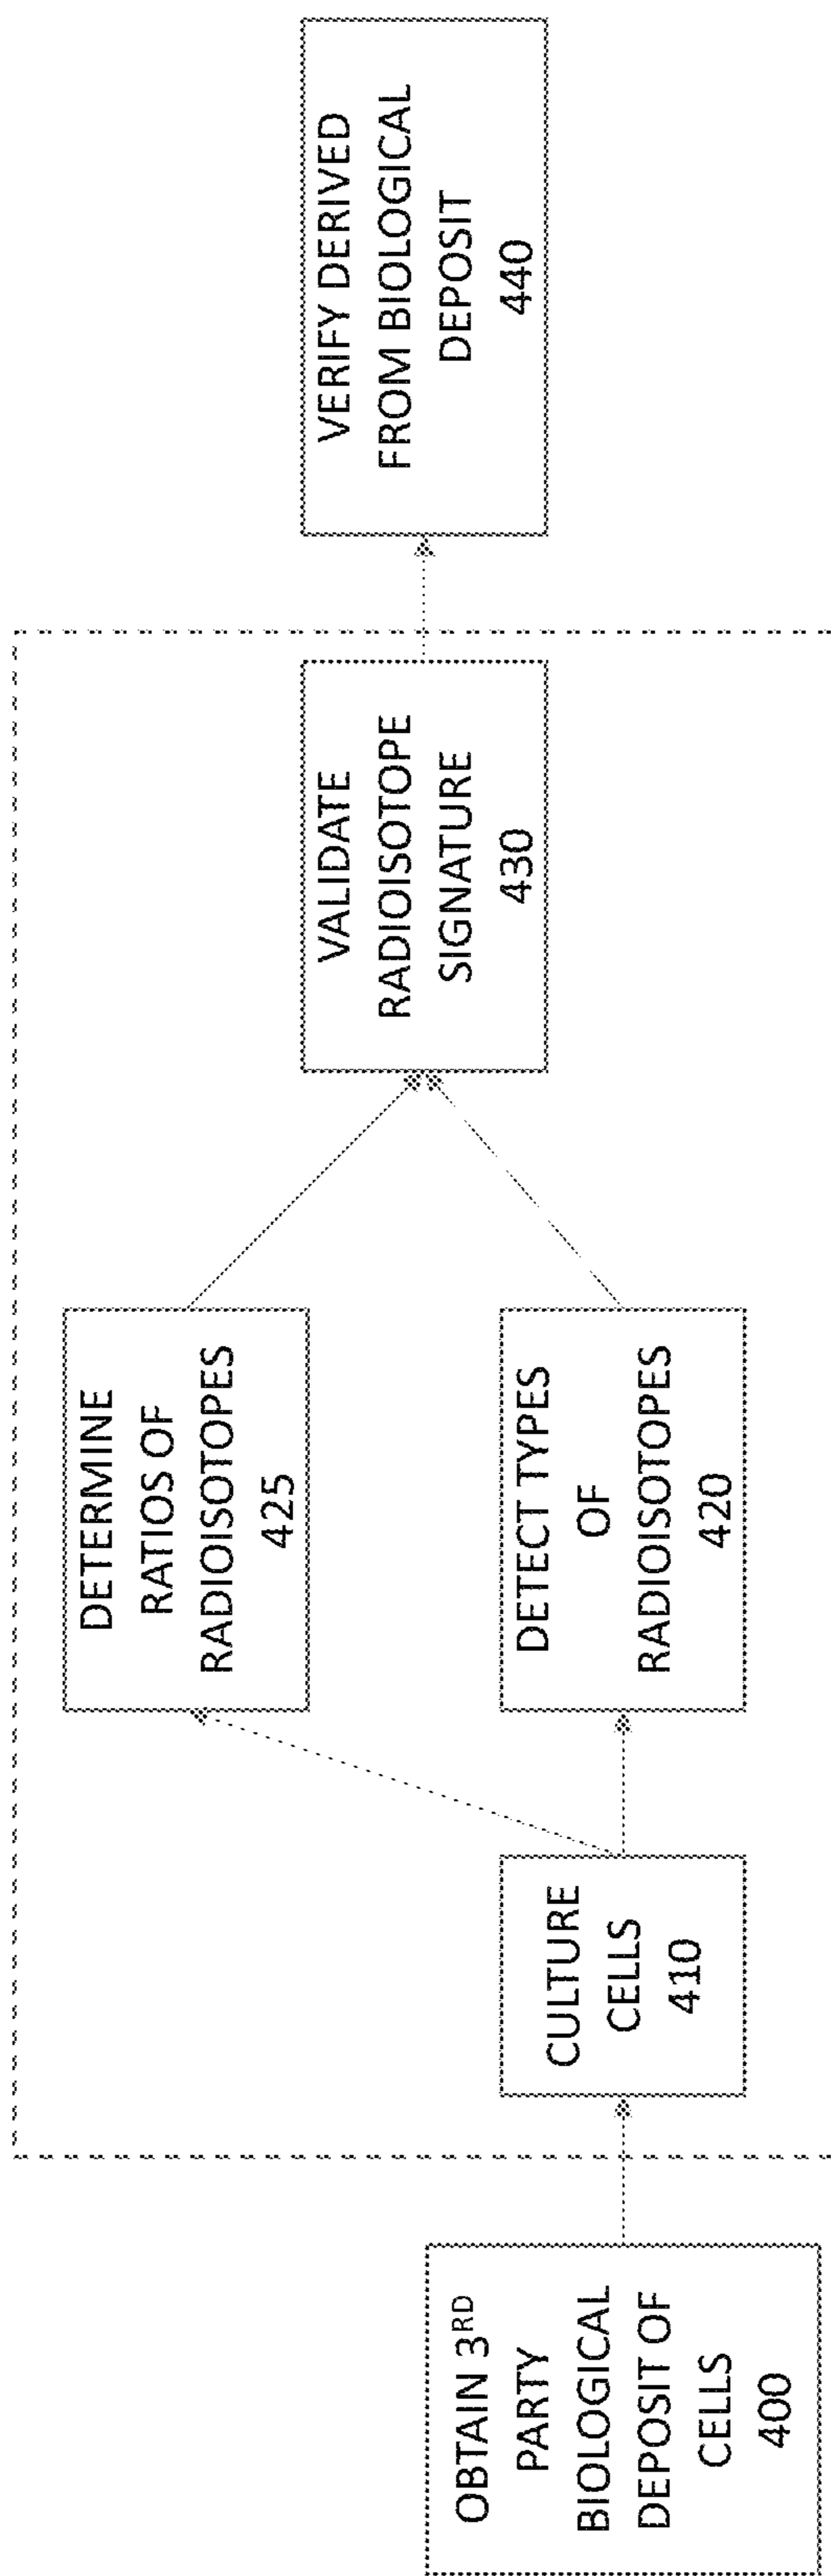 OBTAIN 3RD
PARTY
BIOLOGICAL
DEPOSIT OF
CELLS
400
CULTURE
CELLS
410
DETERMINE
RATIOS OF
RADIOISOTOPES
425
DETECT TYPES
OF
RADIOISOTOPES
420
VALIDATE
RADIOISOTOPE
SIGNATURE
430
VERIFY DERIVED
FROM BIOLOGICAL
DEPOSIT
440